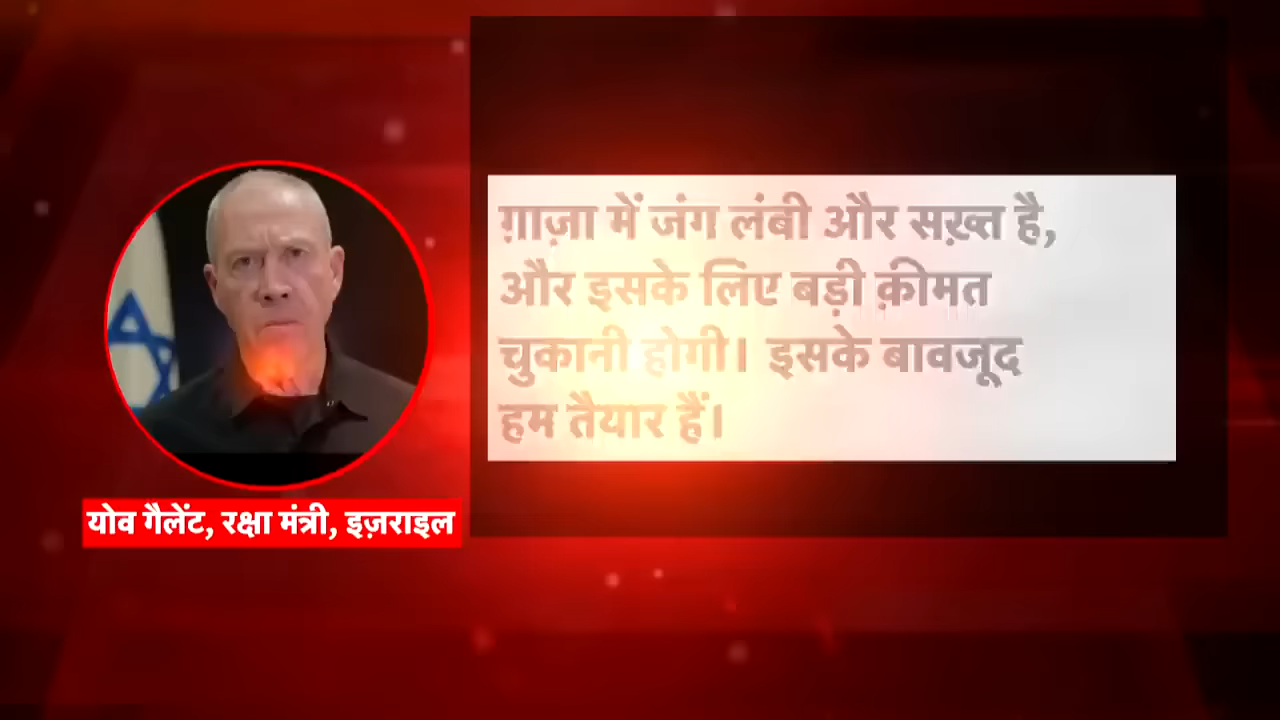 ग़ाज़ा में जंग लंबी और सख़्त है,
और इसके लिए बड़ी क़ीमत
चुकानी होगी। इसके बावजूद
हम तैयार हैं।
योव गैलेंट, रक्षा मंत्री, इज़राइल